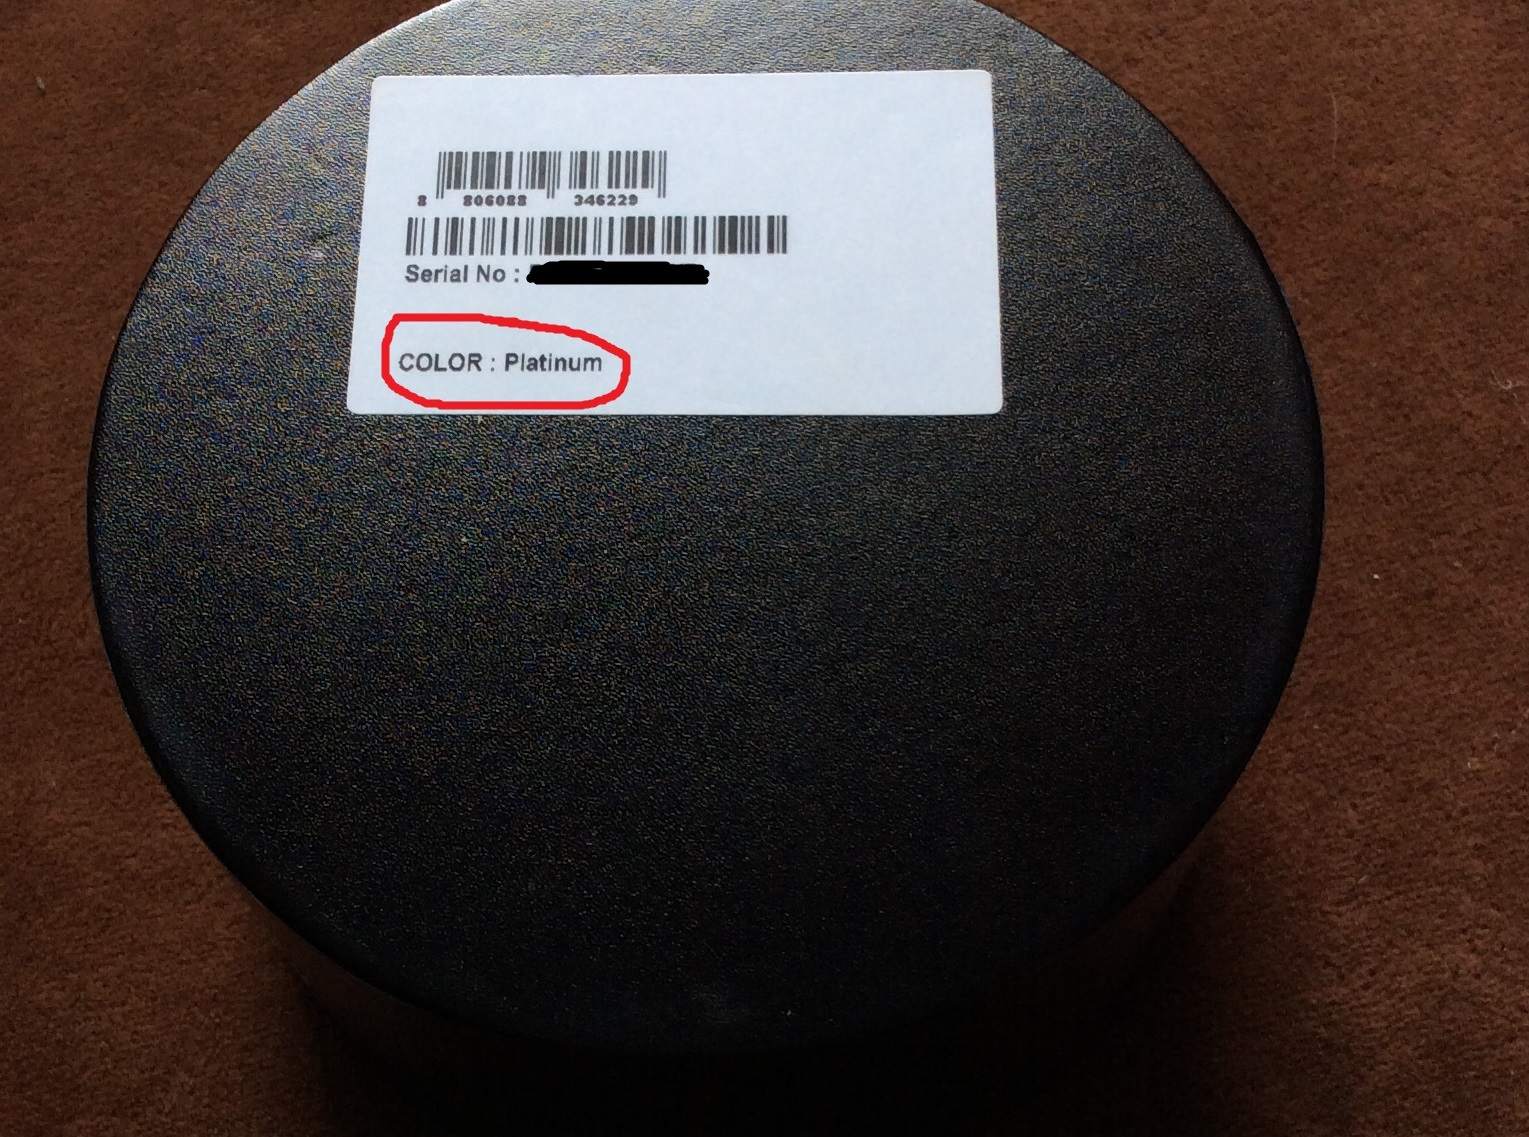 8 806088 346229
Serial No :
COLOR : Platinum